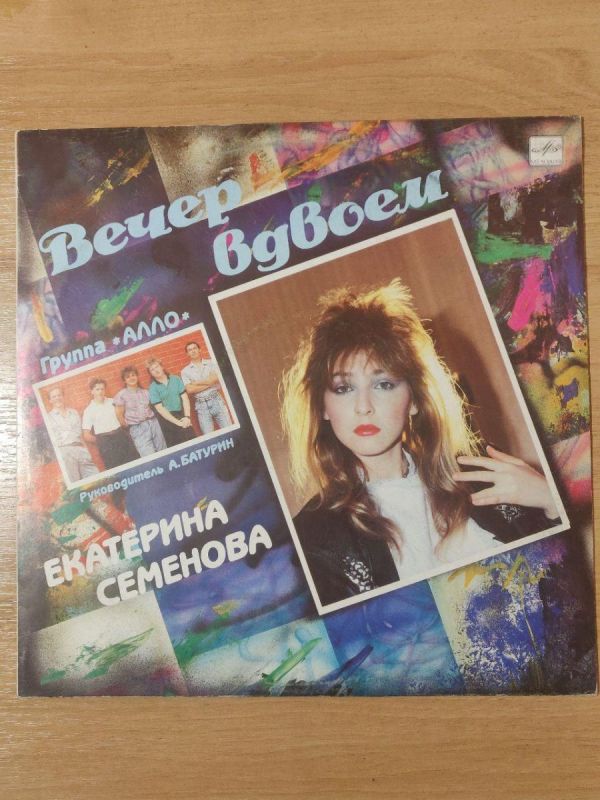 Вечер
вдвоем
Группа *АЛЛО*
Руководитель А.БАТУРИН
ЕКАТЕРИНА
СЕМЕНОВА